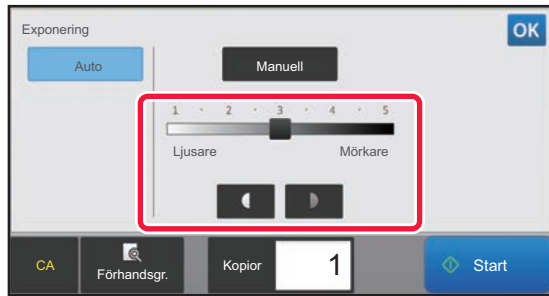 Exponering
OK
Auto
Manuell
1 · 2 · 3 · 4 · 5
Ljusare
Mörkare
CA
Förhandsgr.
Kopior
1
Start